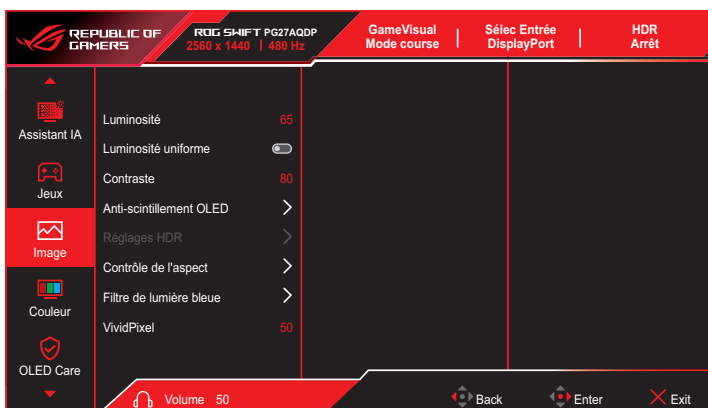 REPUBLIC OF
GAMERS
ROG SWIFT PG27AQDP
2560 x 1440 | 480 Hz
GameVisual
Mode course
Sélec Entrée
DisplayPort
HDR
Arrêt
Assistant IA
Jeux
Image
Couleur
OLED Care
Luminosité 65
Luminosité uniforme
Contraste 80
Anti-scintillement OLED
Réglages HDR
Contrôle de l'aspect
Filtre de lumière bleue
VividPixel 50
Volume 50
Back
Enter
Exit